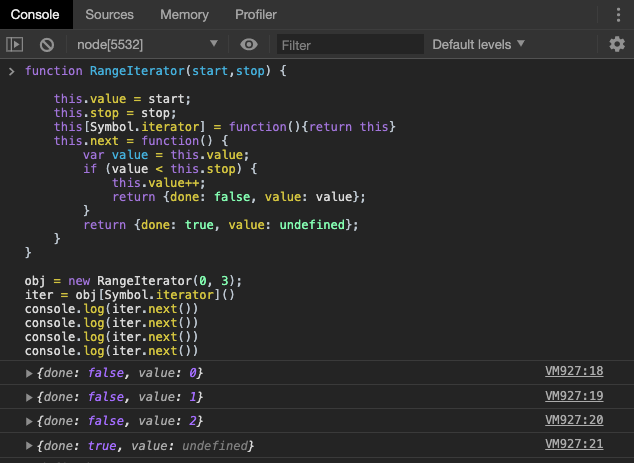 Console Sources Memory Profiler
node[5532] Filter Default levels
function RangeIterator(start,stop) {
this.value = start;
this.stop = stop;
this[Symbol.iterator] = function(){return this}
this.next = function() {
var value = this.value;
if (value < this.stop) {
this.value++;
return {done: false, value: value};
}
return {done: true, value: undefined};
}
}
obj = new RangeIterator(0, 3);
iter = obj[Symbol.iterator]()
console.log(iter.next())
console.log(iter.next())
console.log(iter.next())
console.log(iter.next())
{done: false, value: 0} VM927:18
{done: false, value: 1} VM927:19
{done: false, value: 2} VM927:20
{done: true, value: undefined} VM927:21